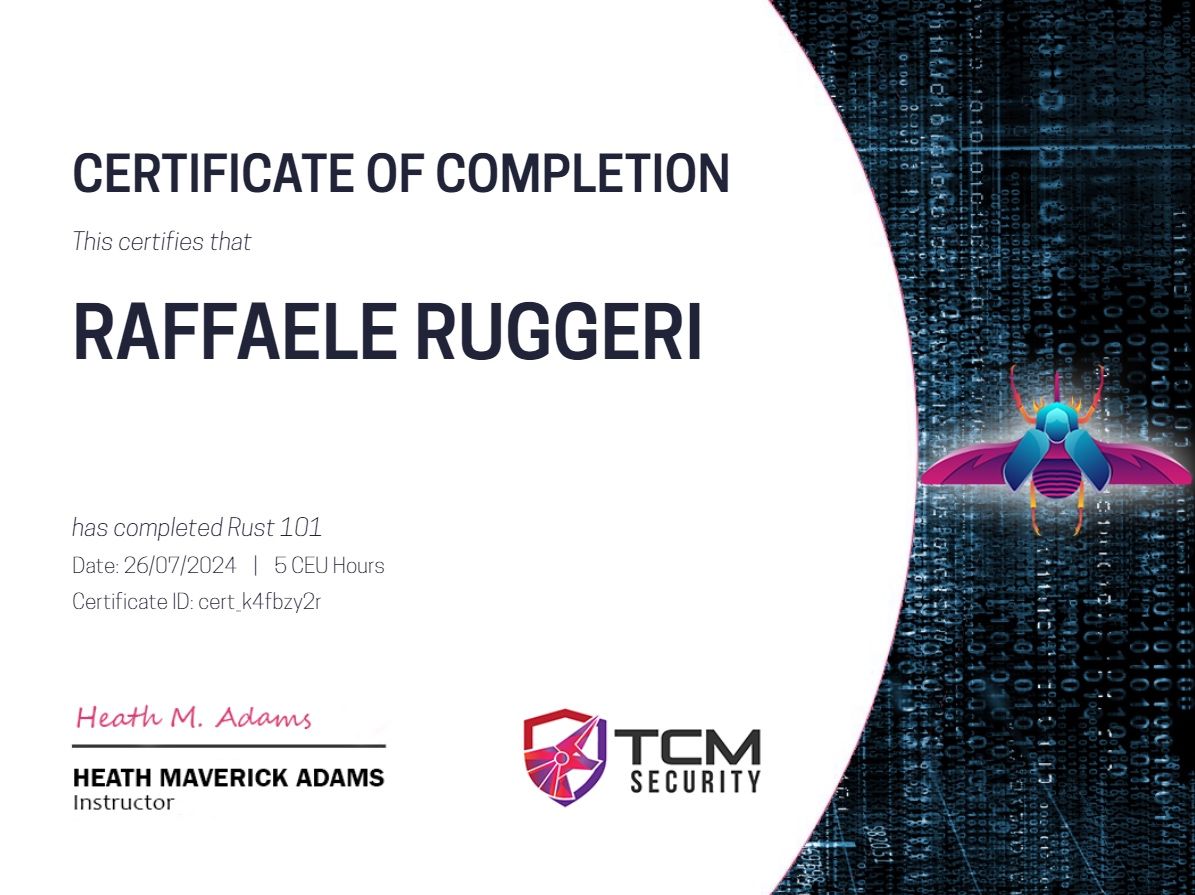 CERTIFICATE OF COMPLETION
This certifies that
RAFFAELE RUGGERI
has completed Rust 101
Date: 26/07/2024 | 5 CEU Hours
Certificate ID: cert_k4fbzy2r
Heath M. Adams
HEATH MAVERICK ADAMS
Instructor
TCM
SECURITY